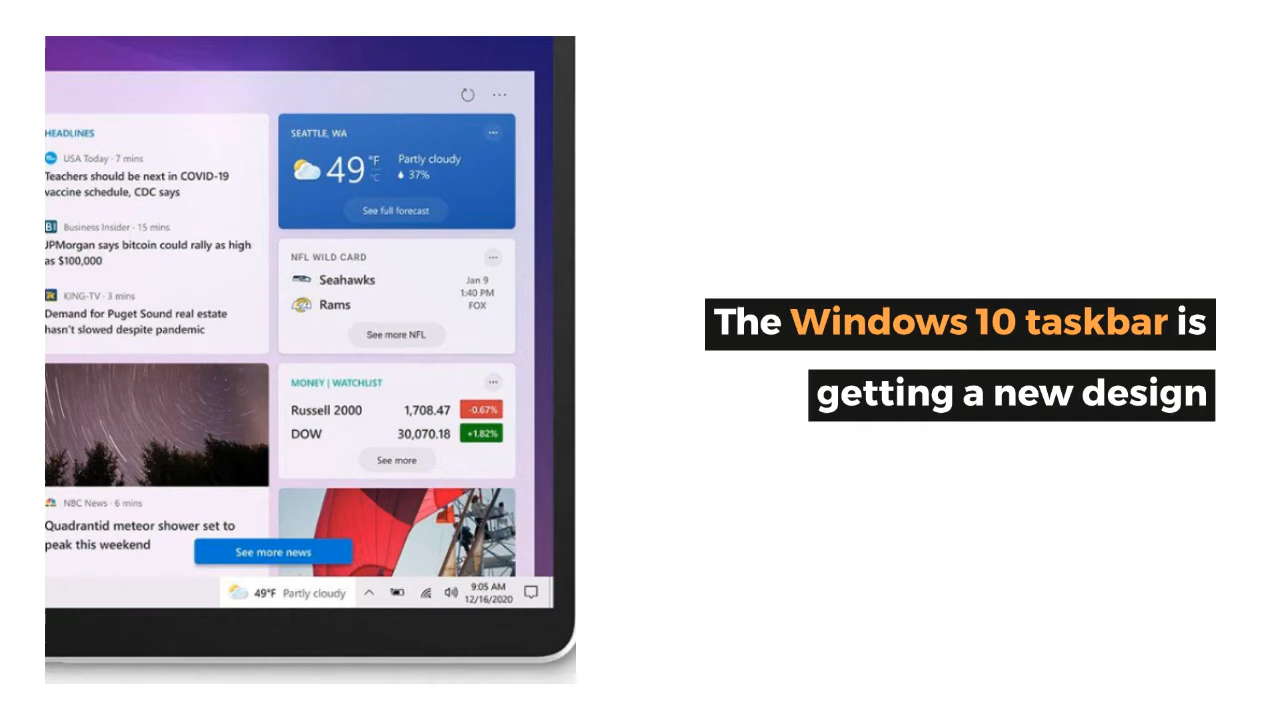 HEADLINES
USA Today · 7 mins
Teachers should be next in COVID-19
vaccine schedule, CDC says
BI Business Insider · 15 mins
JPMorgan says bitcoin could rally as high
as $100,000
KING-TV · 3 mins
Demand for Puget Sound real estate
hasn't slowed despite pandemic
NBC News · 6 mins
Quadrantid meteor shower set to
peak this weekend
See more news
SEATTLE, WA
49 °F °C
Partly cloudy
37%
See full forecast
NFL WILD CARD
Seahawks
Rams
Jan 9
1:40 PM
FOX
See more NFL
MONEY | WATCHLIST
Russell 2000 1,708.47 -0.67%
DOW 30,070.18 +1.82%
See more
49°F Partly cloudy
9:05 AM
12/16/2020
The Windows 10 taskbar is
getting a new design